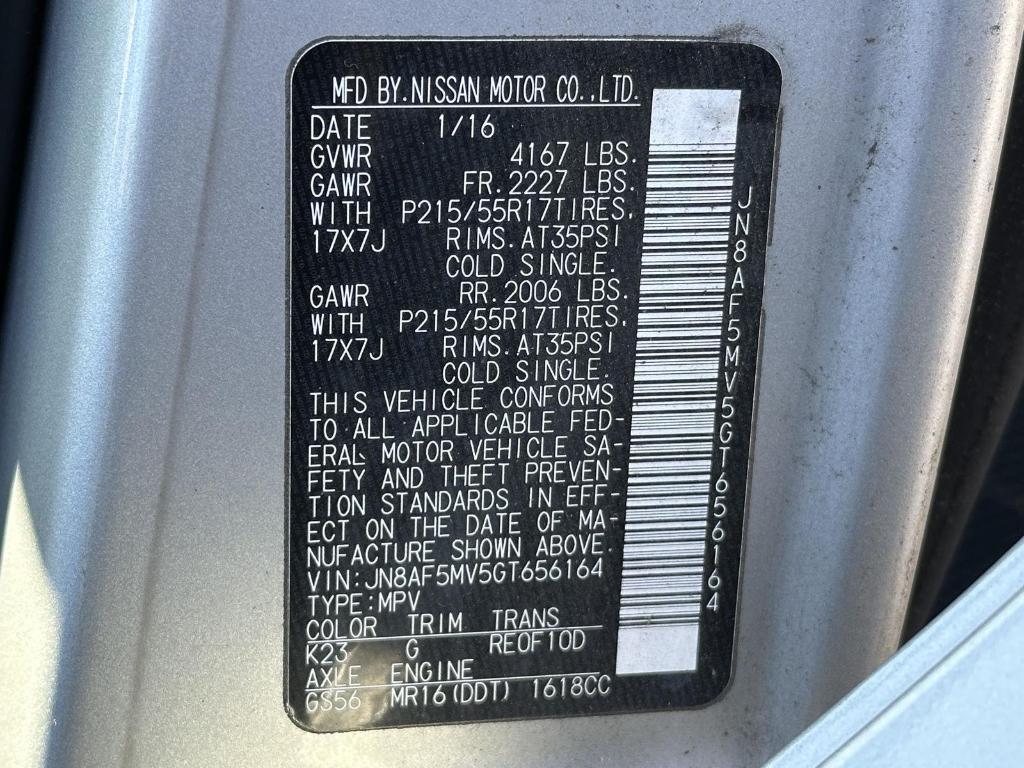 MFD BY.NISSAN MOTOR CO.,LTD.
DATE 1/16
GVWR 4167 LBS.
GAWR FR.2227 LBS.
WITH P215/55R17TIRES.
17X7J RIMS.AT35PSI
COLD SINGLE.
GAWR RR.2006 LBS.
WITH P215/55R17TIRES.
17X7J RIMS.AT35PSI
COLD SINGLE.
THIS VEHICLE CONFORMS
TO ALL APPLICABLE FED-
ERAL MOTOR VEHICLE SA-
FETY AND THEFT PREVEN-
TION STANDARDS IN EFF-
ECT ON THE DATE OF MA-
NUFACTURE SHOWN ABOVE.
VIN:JN8AF5MV5GT656164
TYPE:MPV
COLOR TRIM TRANS
K23 G RE0F10D
AXLE ENGINE
GS56 MR16(DDT) 1618CC
JN8AF5MV5GT656164